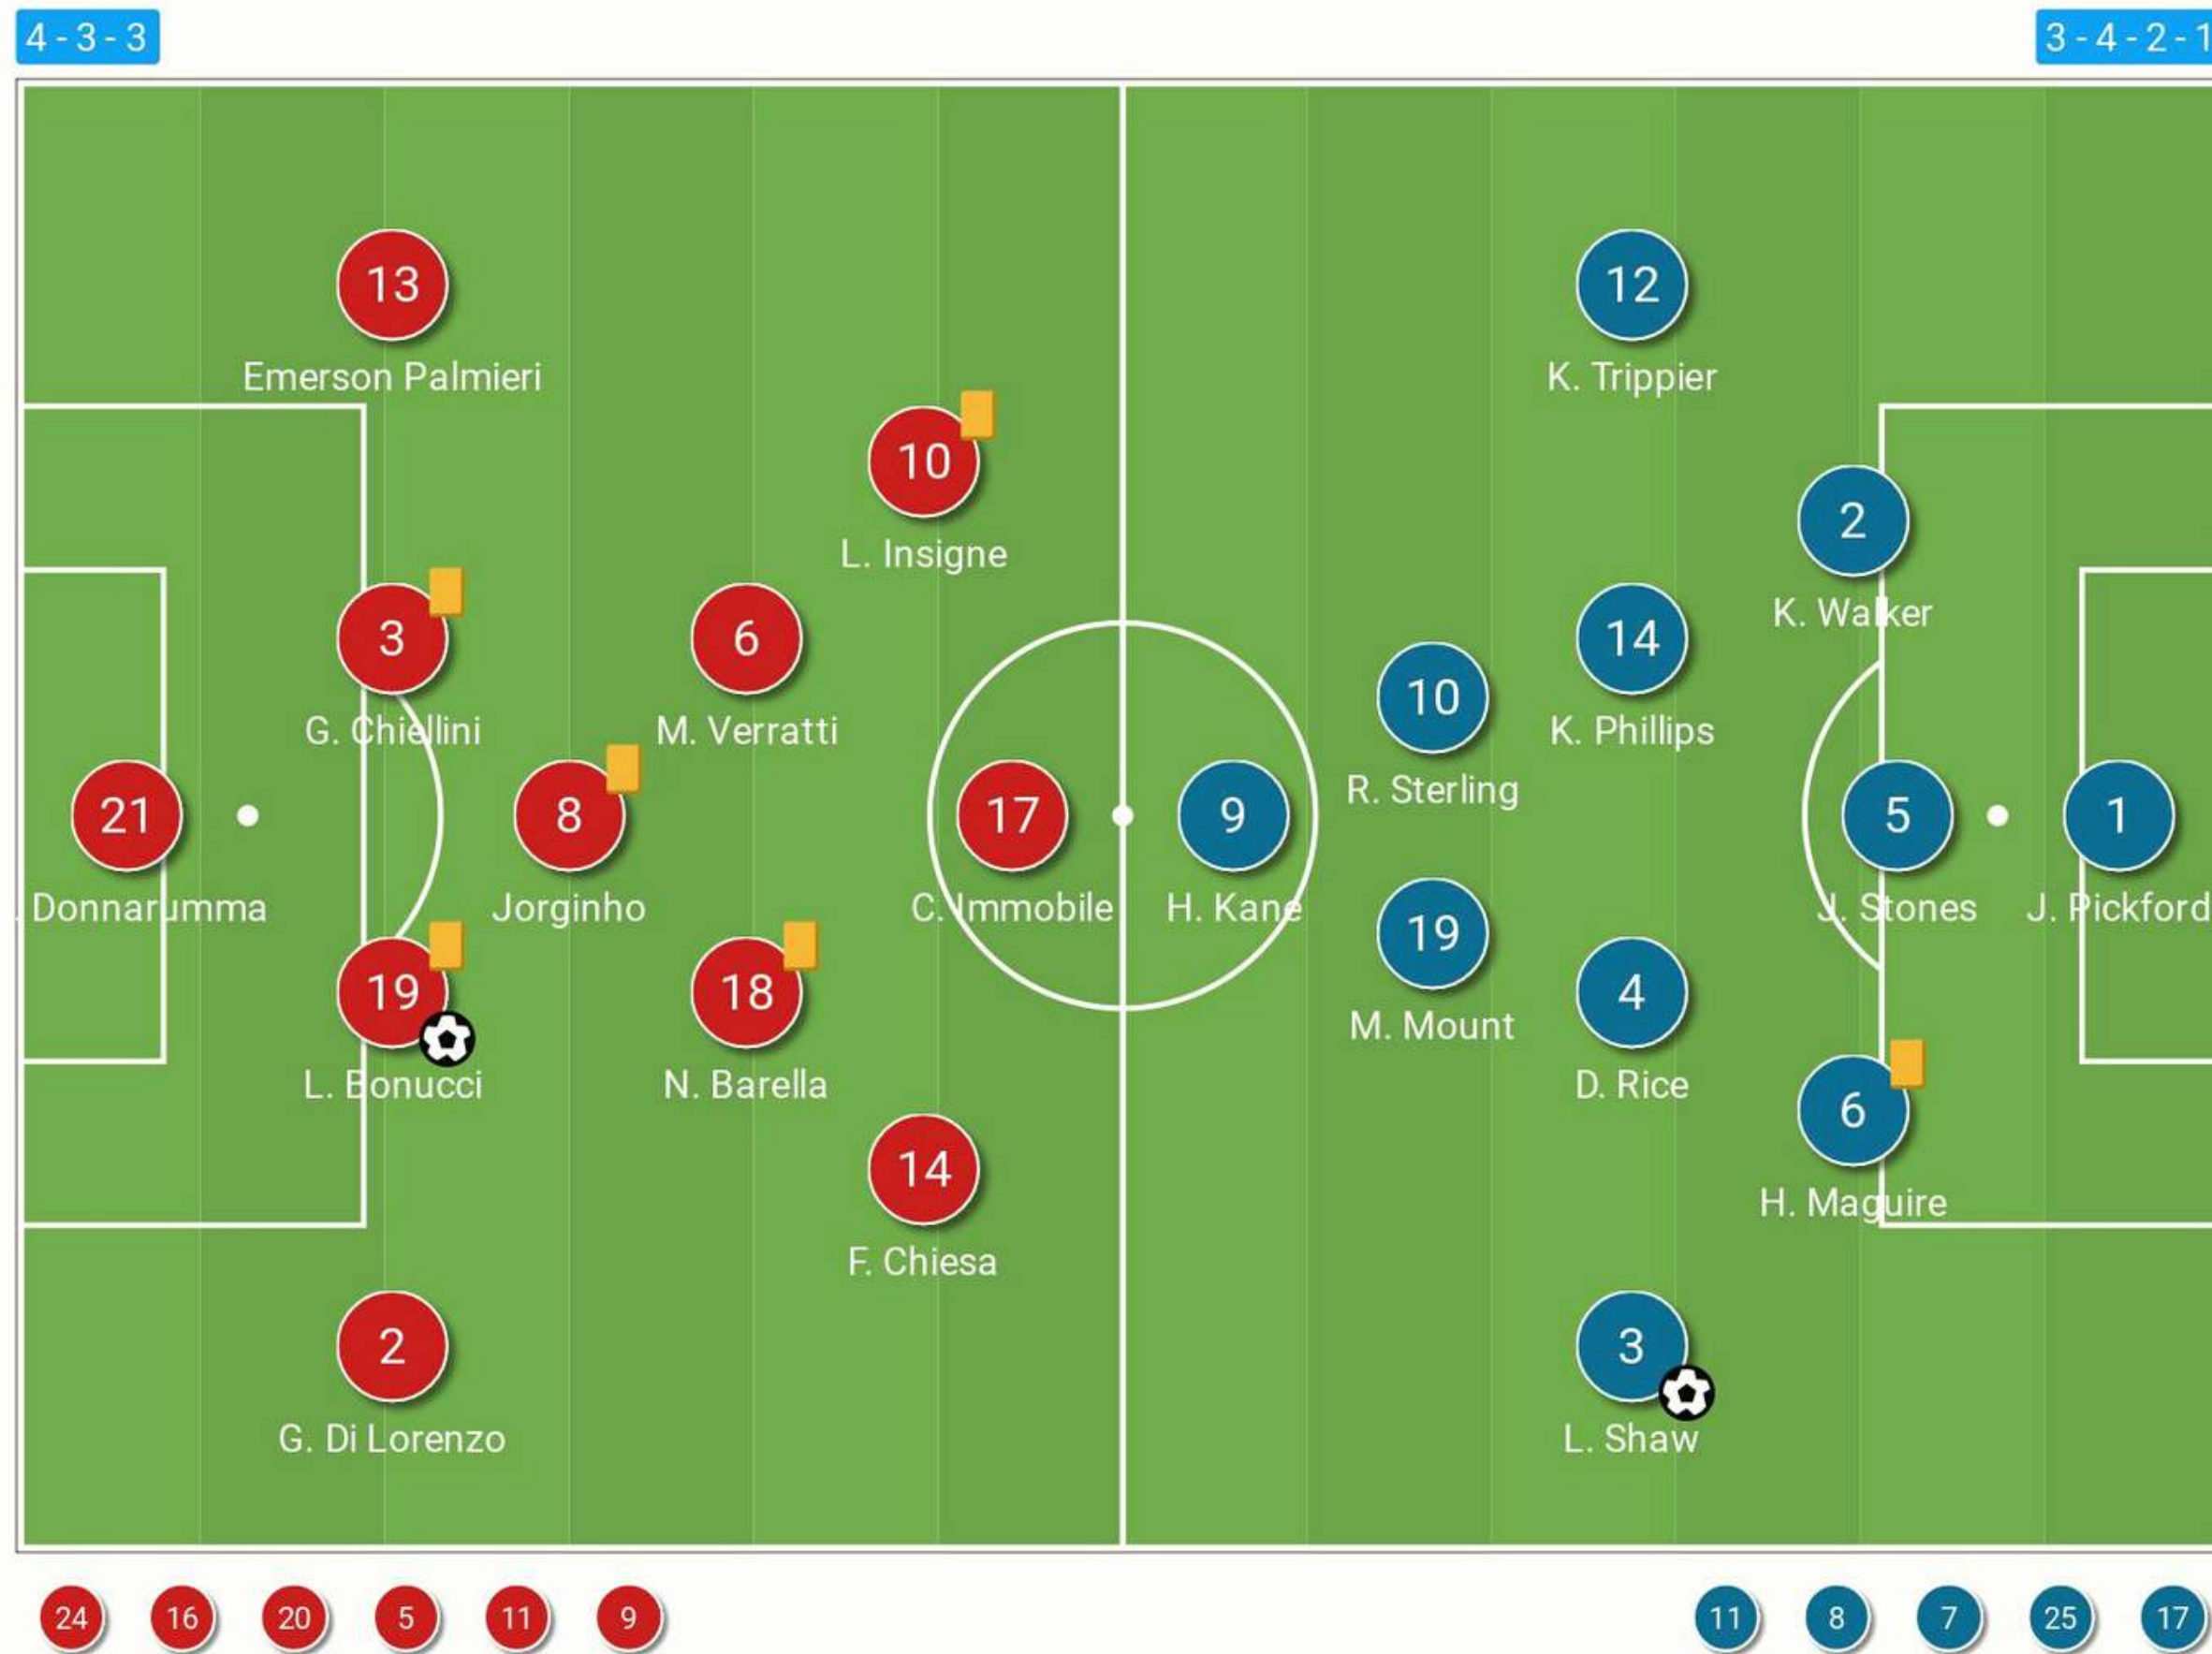 4 - 3 - 3
3 - 4 - 2 - 1
13
Emerson Palmieri
12
K. Trippier
10
L. Insigne
2
K. Walker
3
G. Chiellini
6
M. Verratti
14
K. Phillips
10
R. Sterling
21
. Donnarumma
8
Jorginho
17
C. Immobile
9
H. Kane
5
J. Stones
1
J. Pickford
19
M. Mount
19
L. Bonucci
18
N. Barella
4
D. Rice
6
H. Maguire
14
F. Chiesa
2
G. Di Lorenzo
3
L. Shaw
24 16 20 5 11 9
11 8 7 25 17